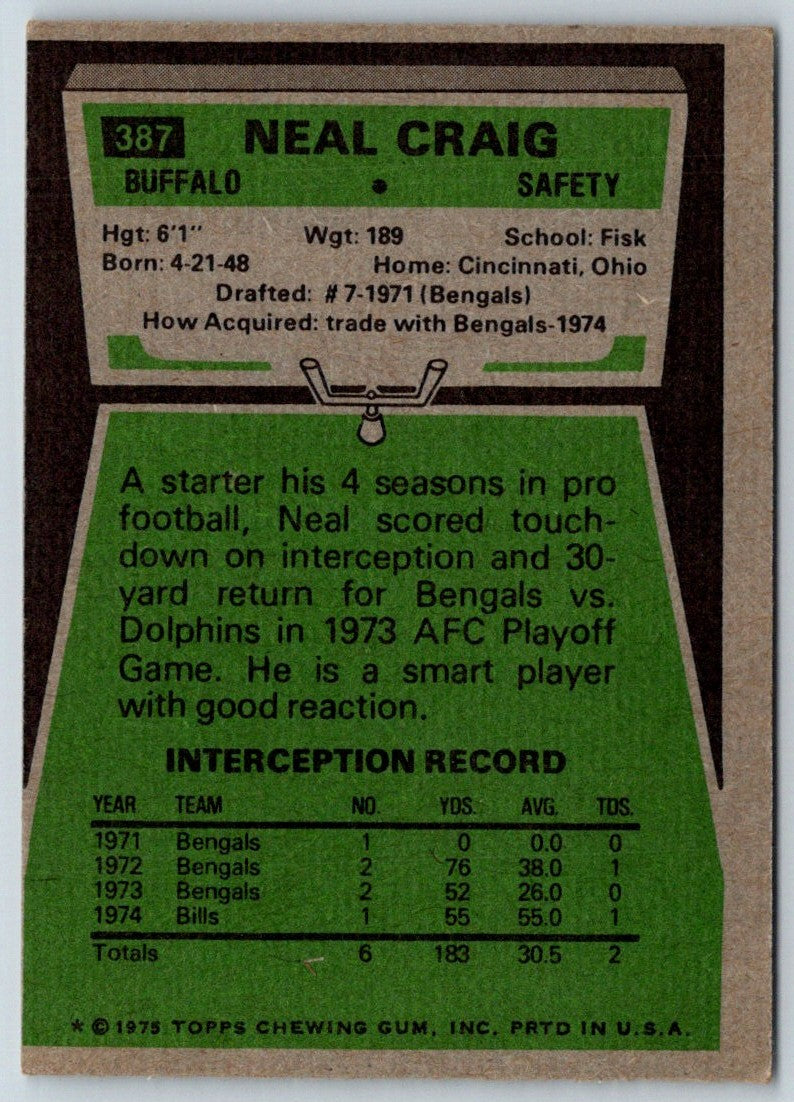 387 NEAL CRAIG
BUFFALO • SAFETY
Hgt: 6'1" Wgt: 189 School: Fisk
Born: 4-21-48 Home: Cincinnati, Ohio
Drafted: #7-1971 (Bengals)
How Acquired: trade with Bengals-1974
A starter his 4 seasons in pro
football, Neal scored touch-
down on interception and 30-
yard return for Bengals vs.
Dolphins in 1973 AFC Playoff
Game. He is a smart player
with good reaction.
INTERCEPTION RECORD
YEAR TEAM NO. YDS. AVG. TDS.
1971 Bengals 1 0 0.0 0
1972 Bengals 2 76 38.0 1
1973 Bengals 2 52 26.0 0
1974 Bills 1 55 55.0 1
Totals 6 183 30.5 2
* © 1975 TOPPS CHEWING GUM, INC. PRTD IN U.S.A.